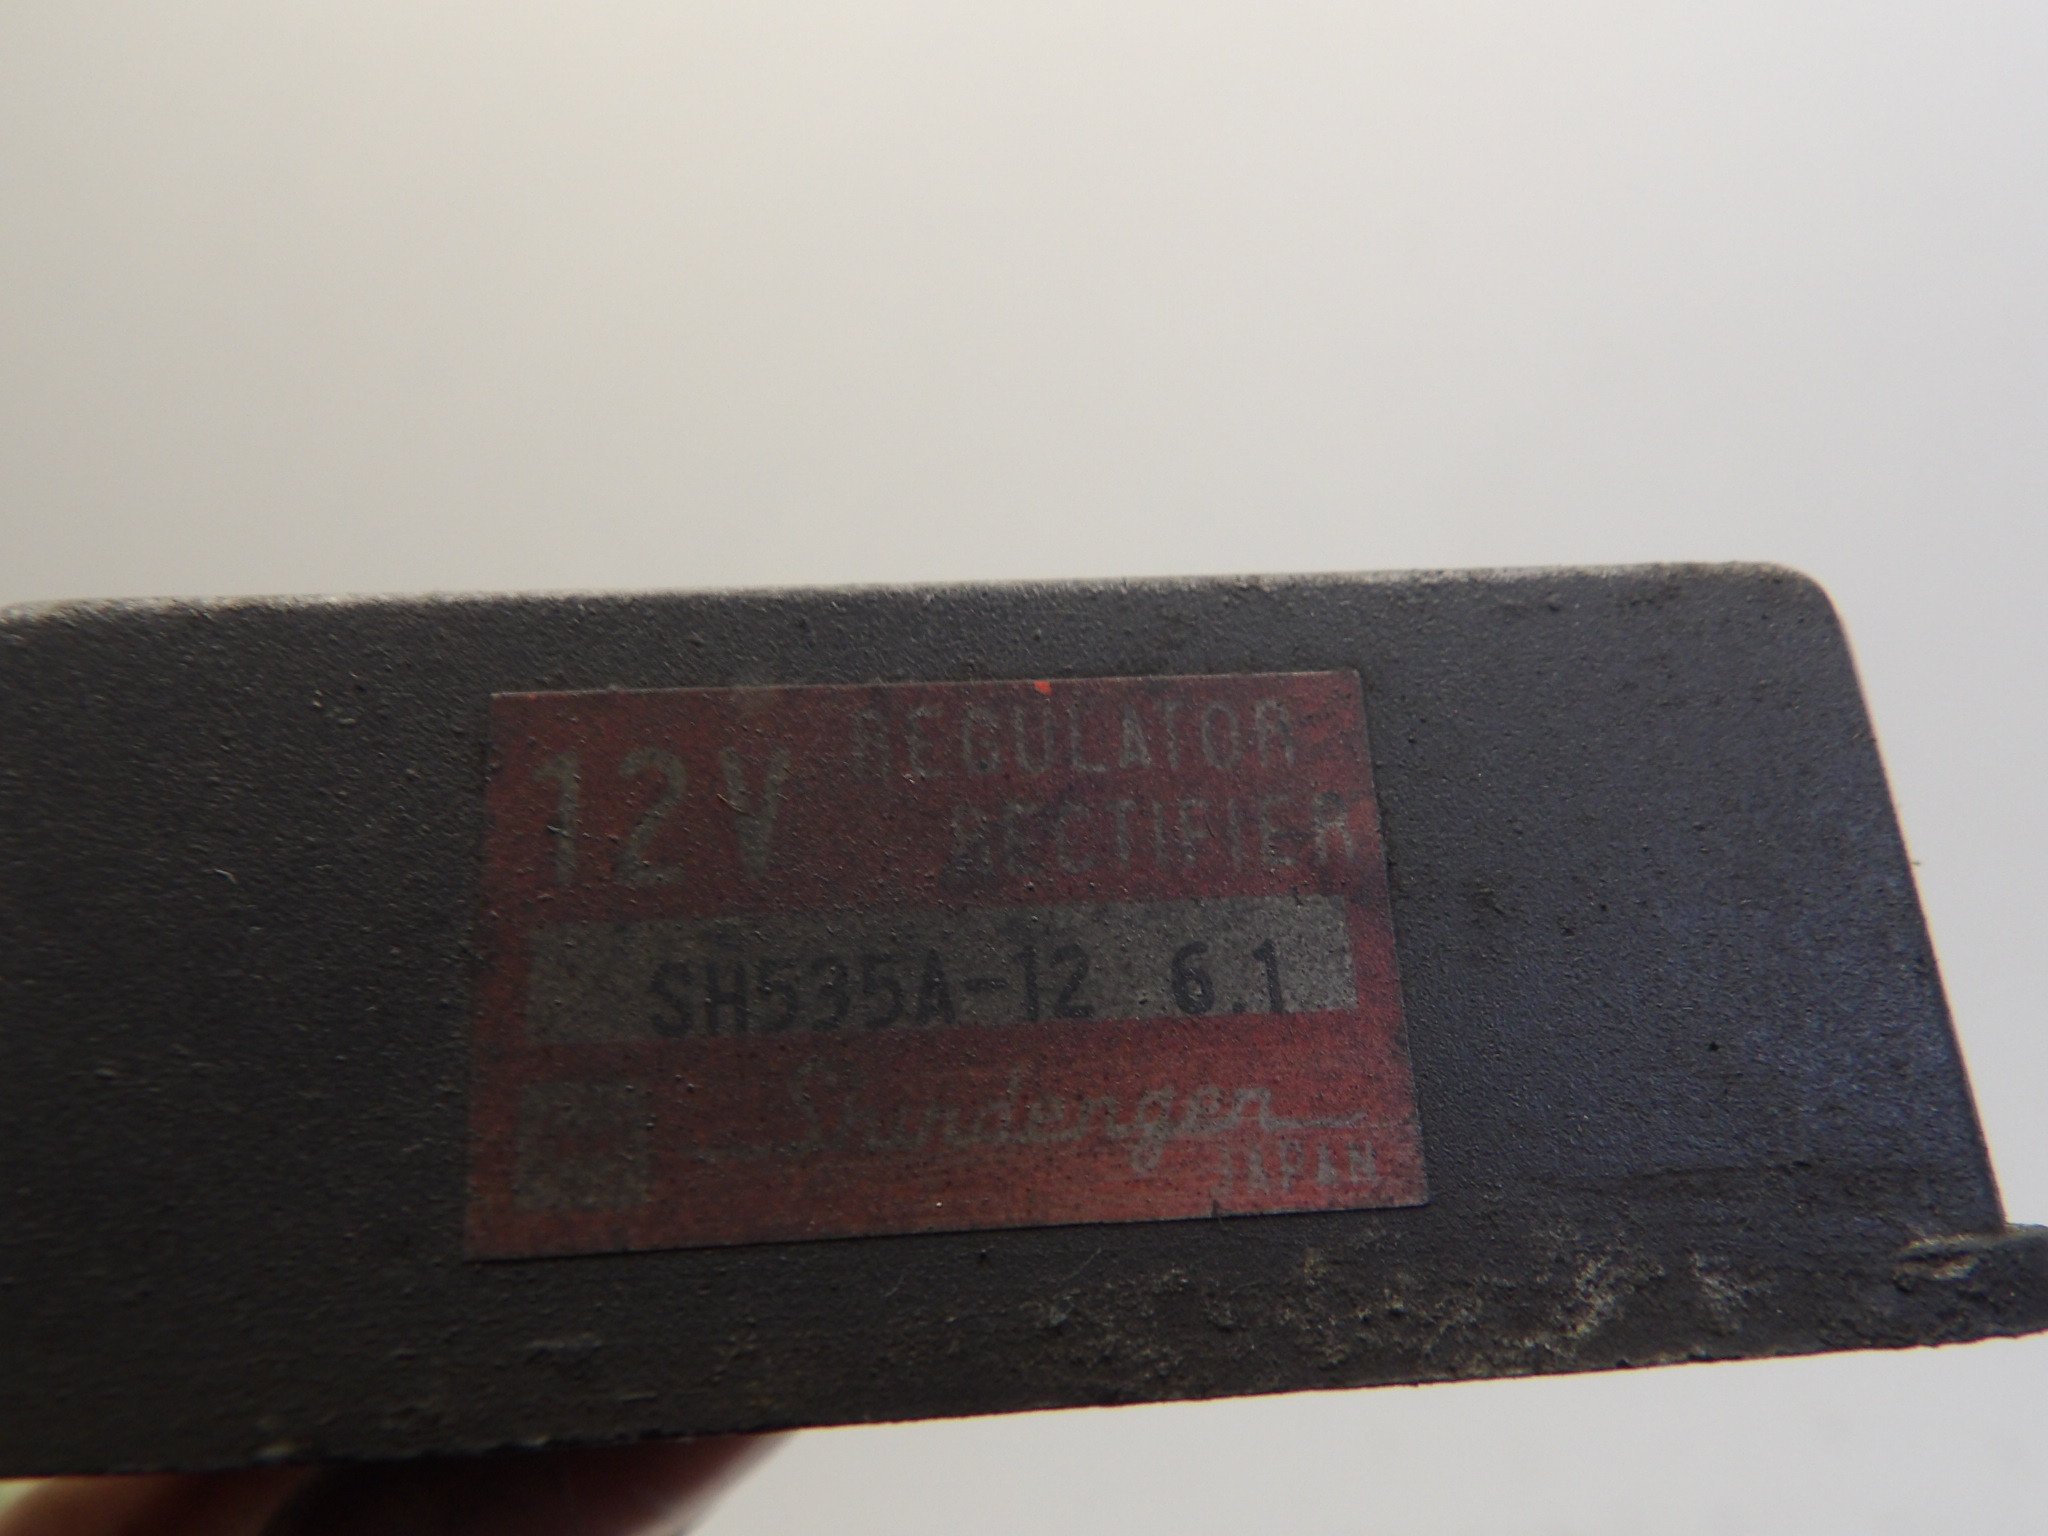 12V REGULATOR
RECTIFIER
SH535A-12 6.1
Shindengen
JAPAN